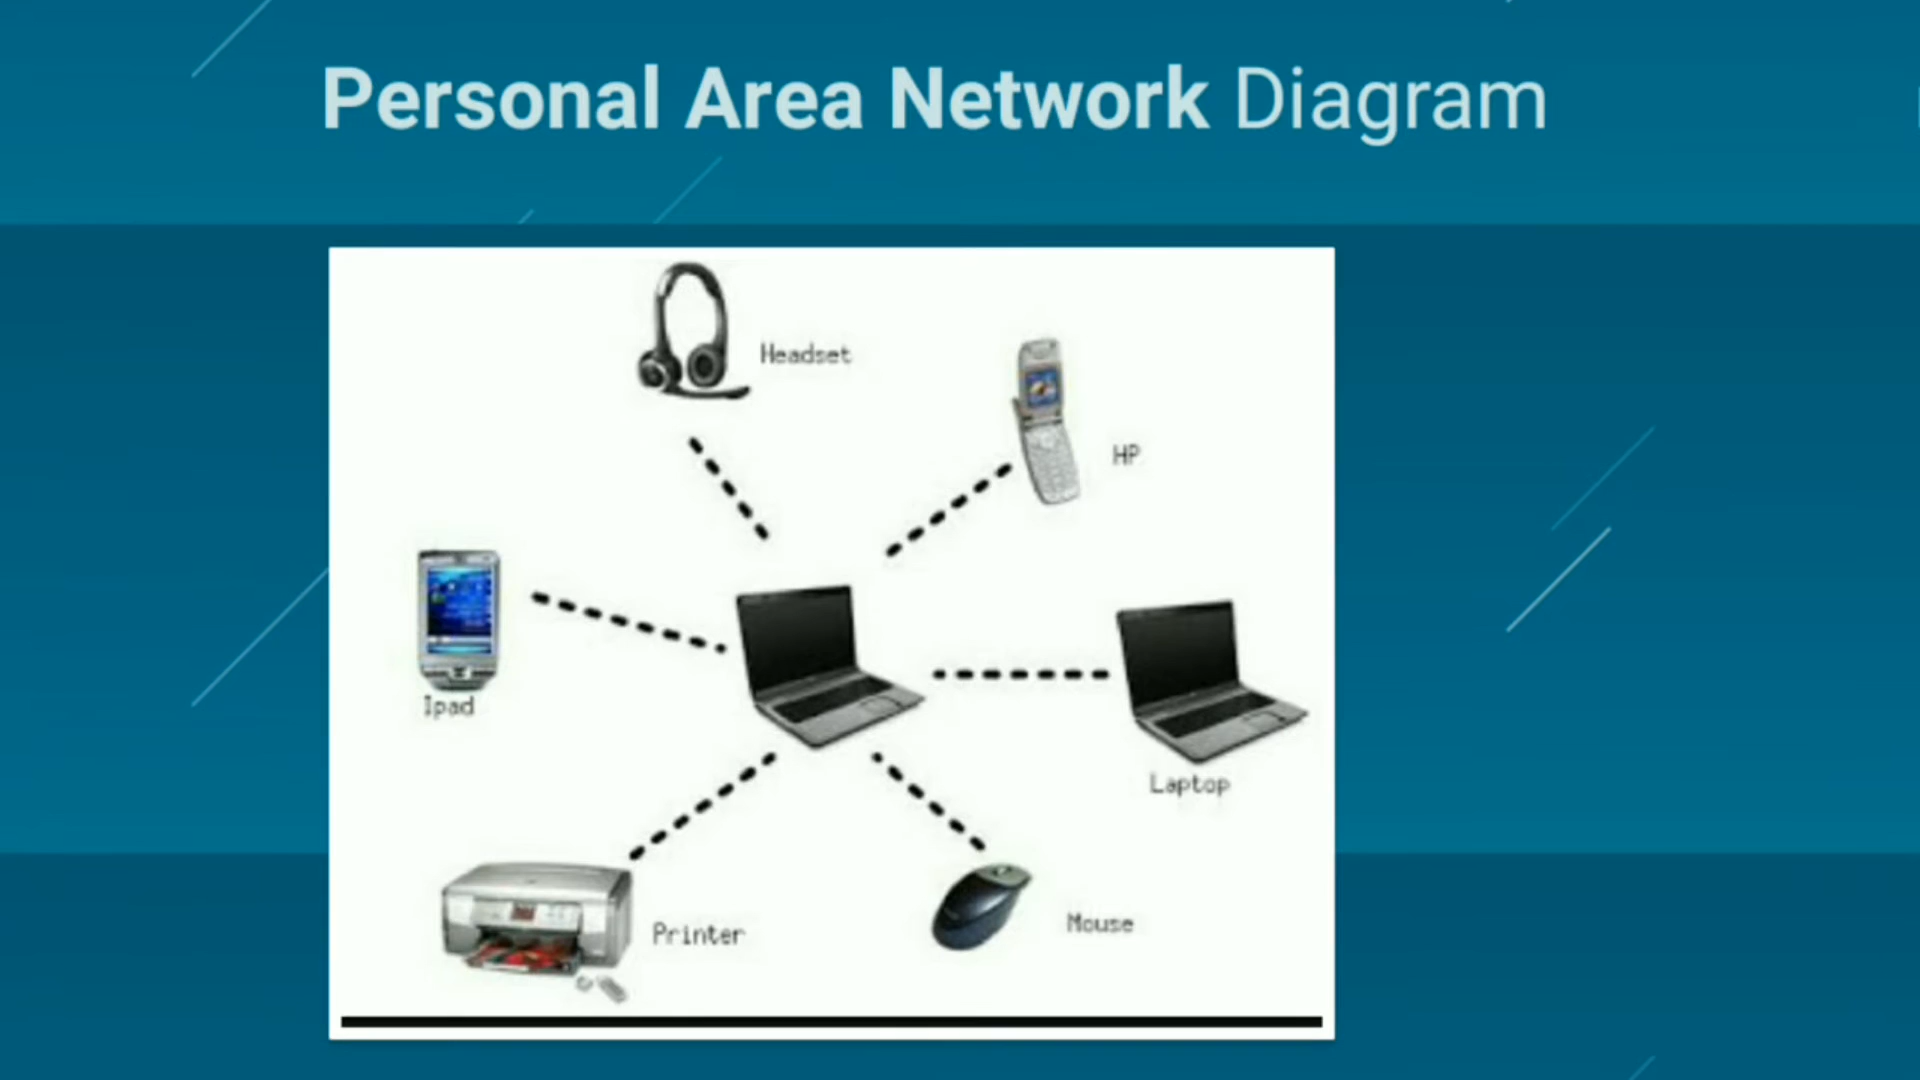 Personal Area Network Diagram
Headset
HP
Ipad
Laptop
Printer
Mouse